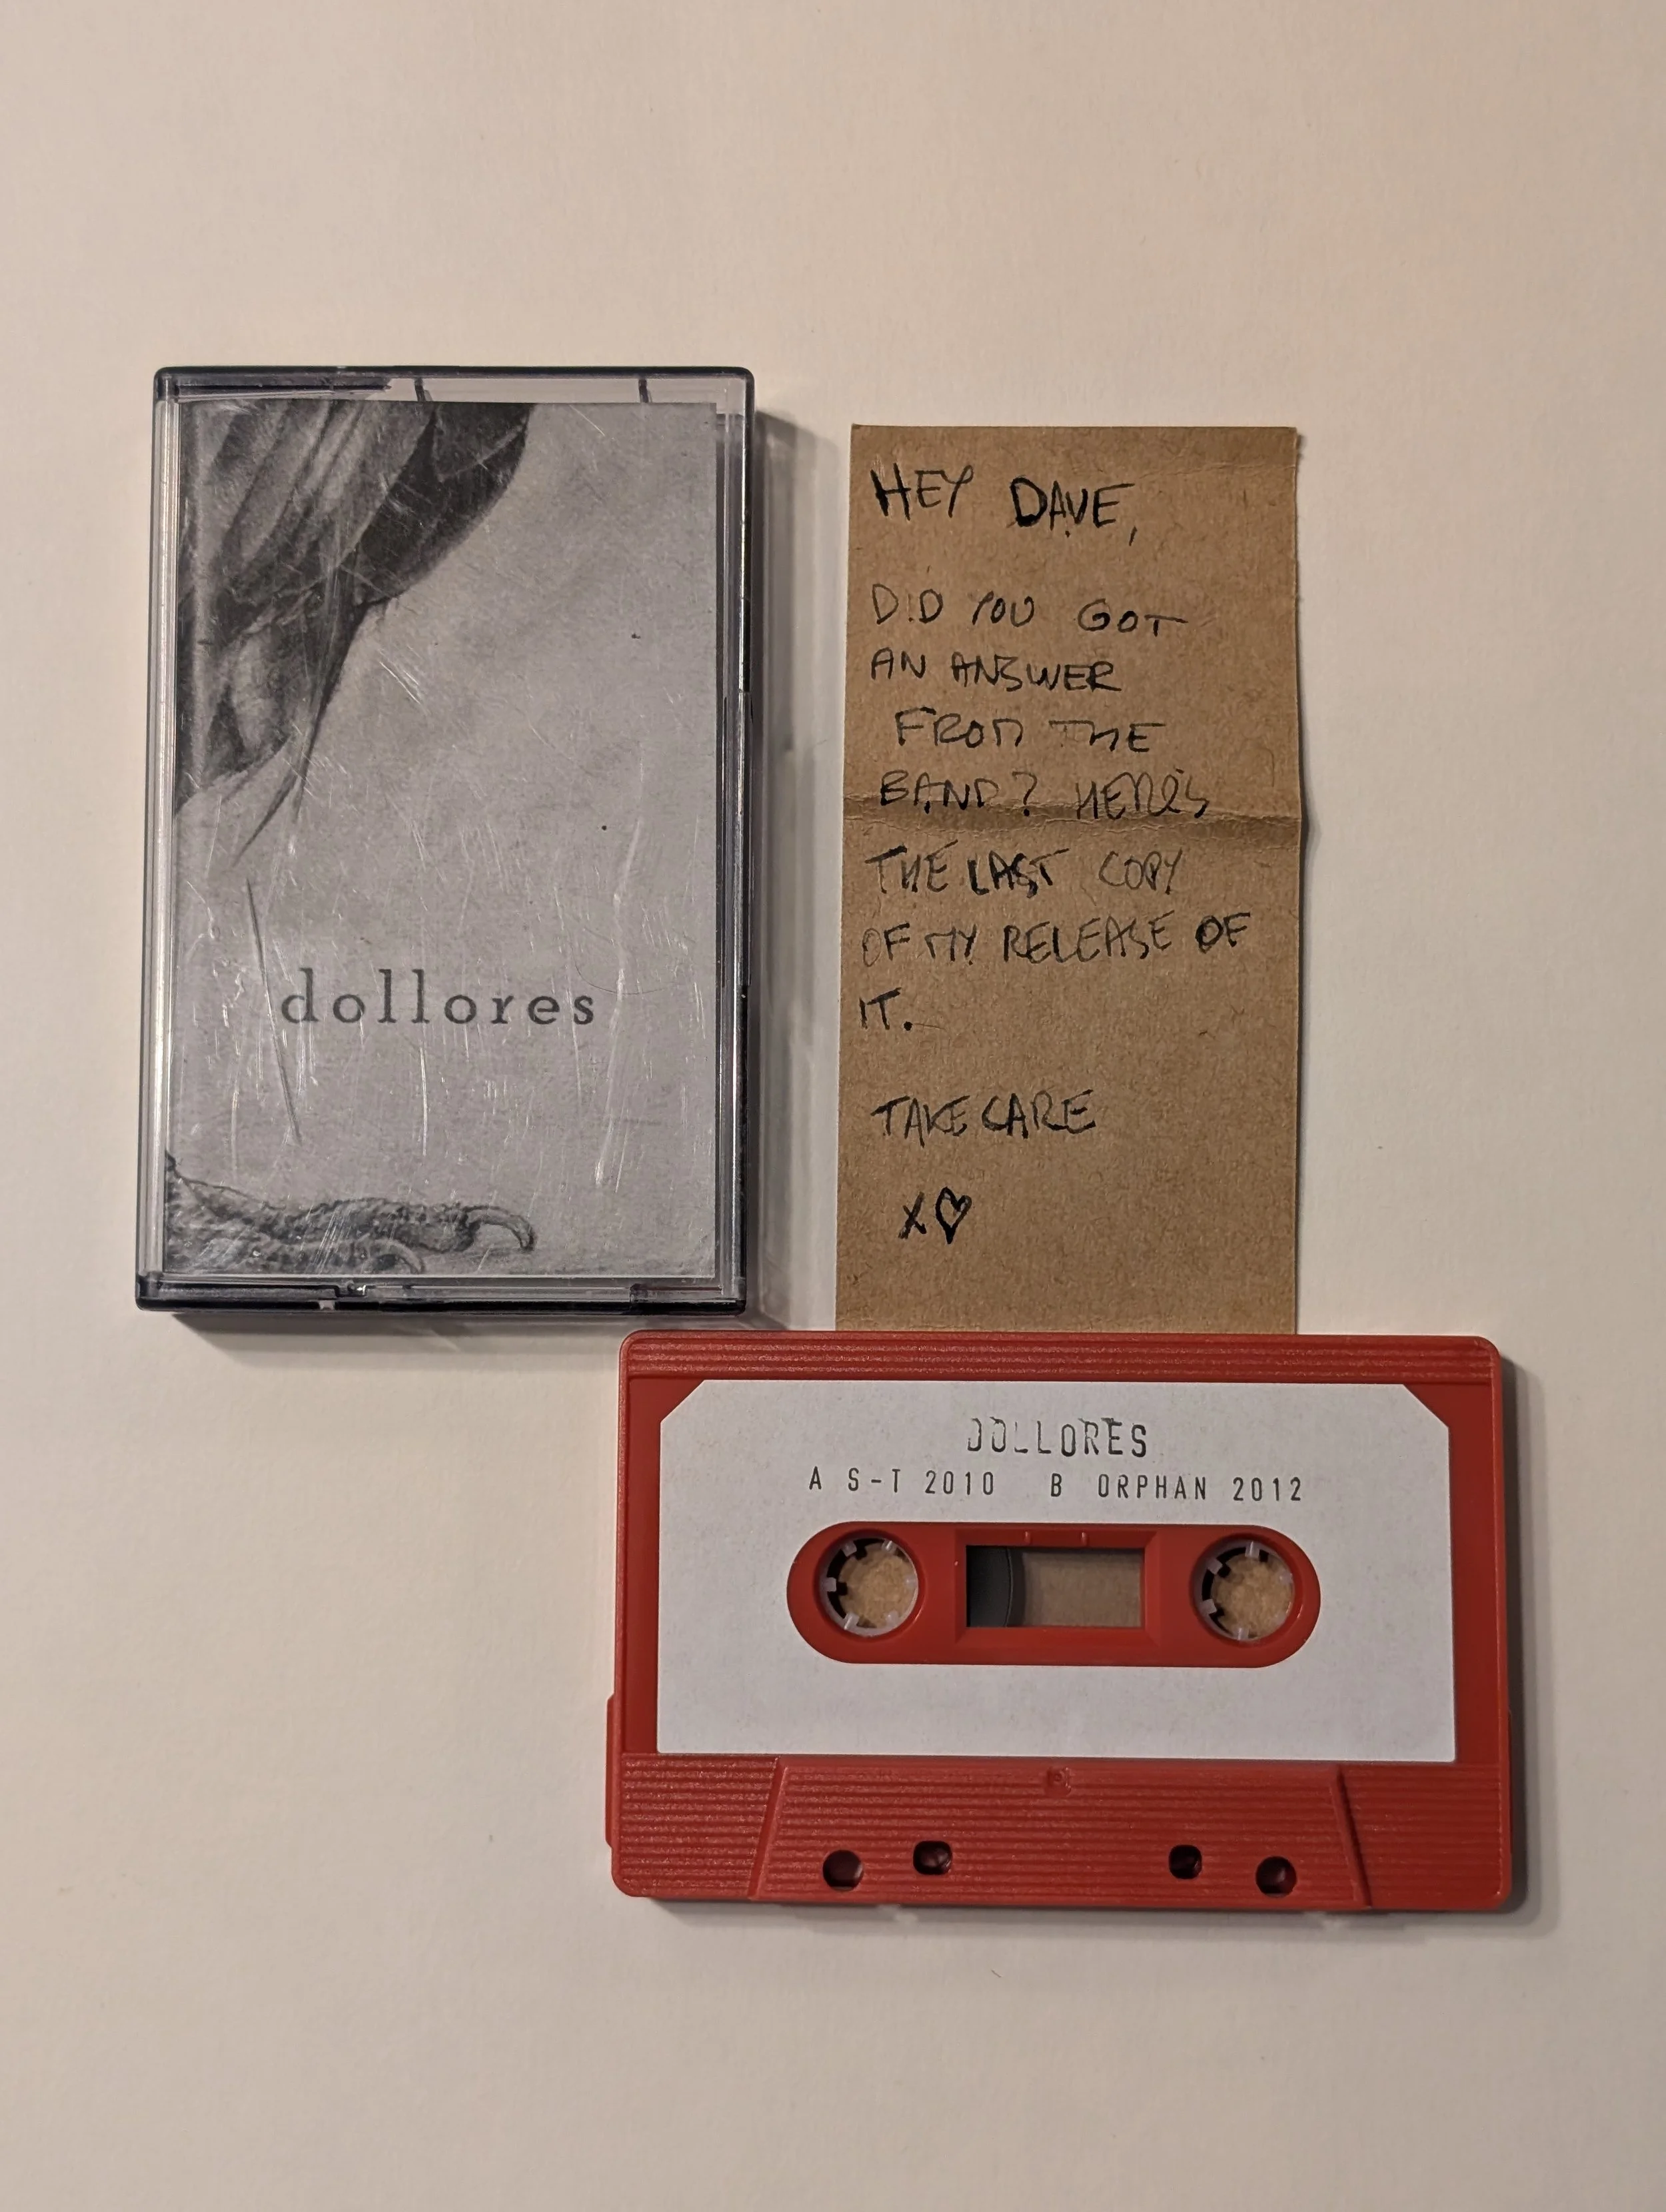 dollores
HEY DAVE,
DID YOU GOT
AN ANSWER
FROM THE
BAND? HERE'S
THE LAST COPY
OF MY RELEASE OF
IT.
TAKE CARE
X♡
DOLLORES
A S-T 2010 B ORPHAN 2012